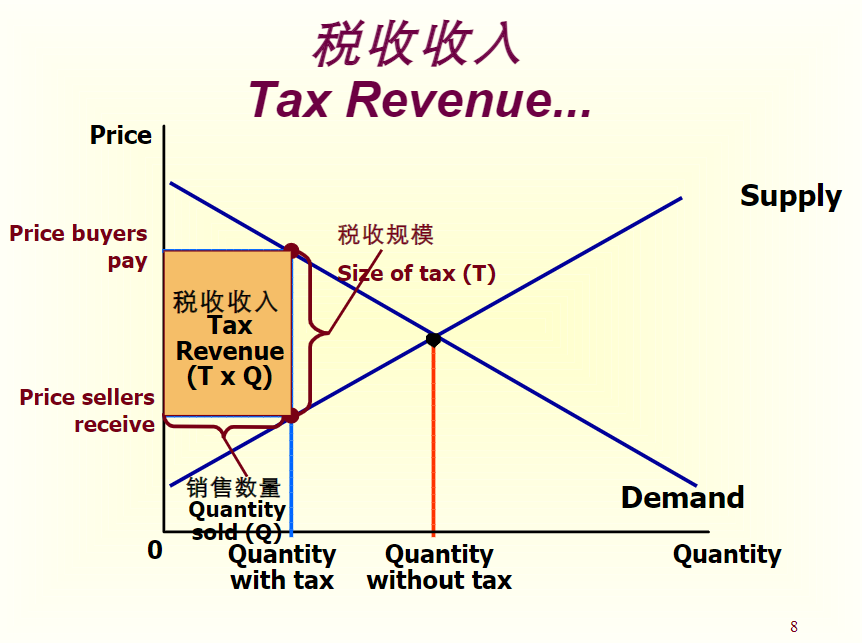 税收收入
Tax Revenue...
Price
Supply
Price buyers
pay
税收规模
Size of tax (T)
税收收入
Tax
Revenue
(T x Q)
Price sellers
receive
销售数量
Quantity
sold (Q)
Demand
0
Quantity
with tax
Quantity
without tax
Quantity
8